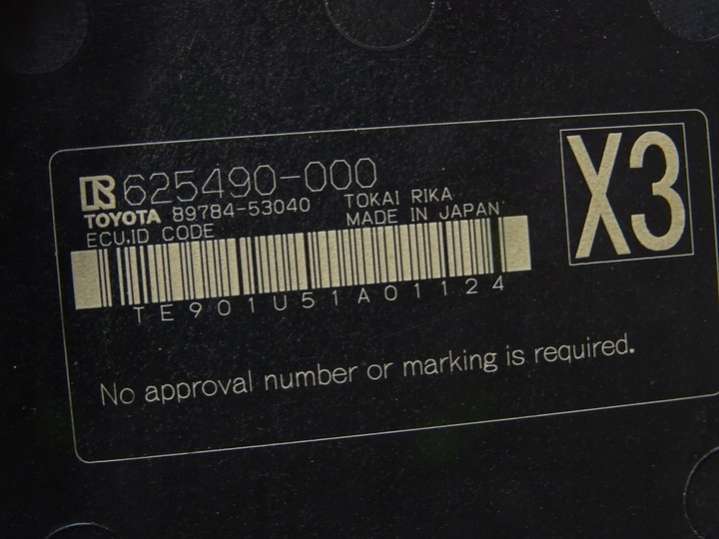 625490-000
TOYOTA 89784-53040 TOKAI RIKA
ECU,ID CODE MADE IN JAPAN
X3
TE901U51A01124
No approval number or marking is required.